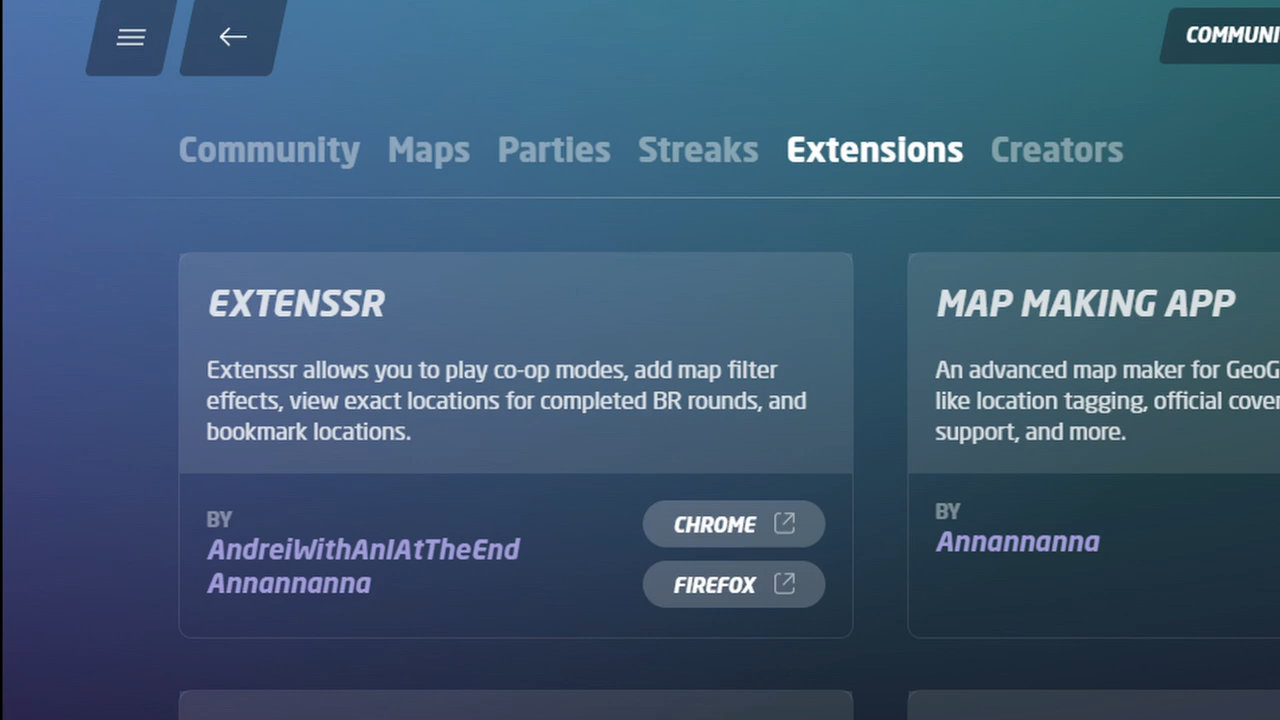 COMMUNI
Community Maps Parties Streaks Extensions Creators
EXTENSSR
Extenssr allows you to play co-op modes, add map filter
effects, view exact locations for completed BR rounds, and
bookmark locations.
BY
AndreiWithAnIAtTheEnd
Annannanna
CHROME
FIREFOX
MAP MAKING APP
An advanced map maker for GeoG
like location tagging, official cover
support, and more.
BY
Annannanna